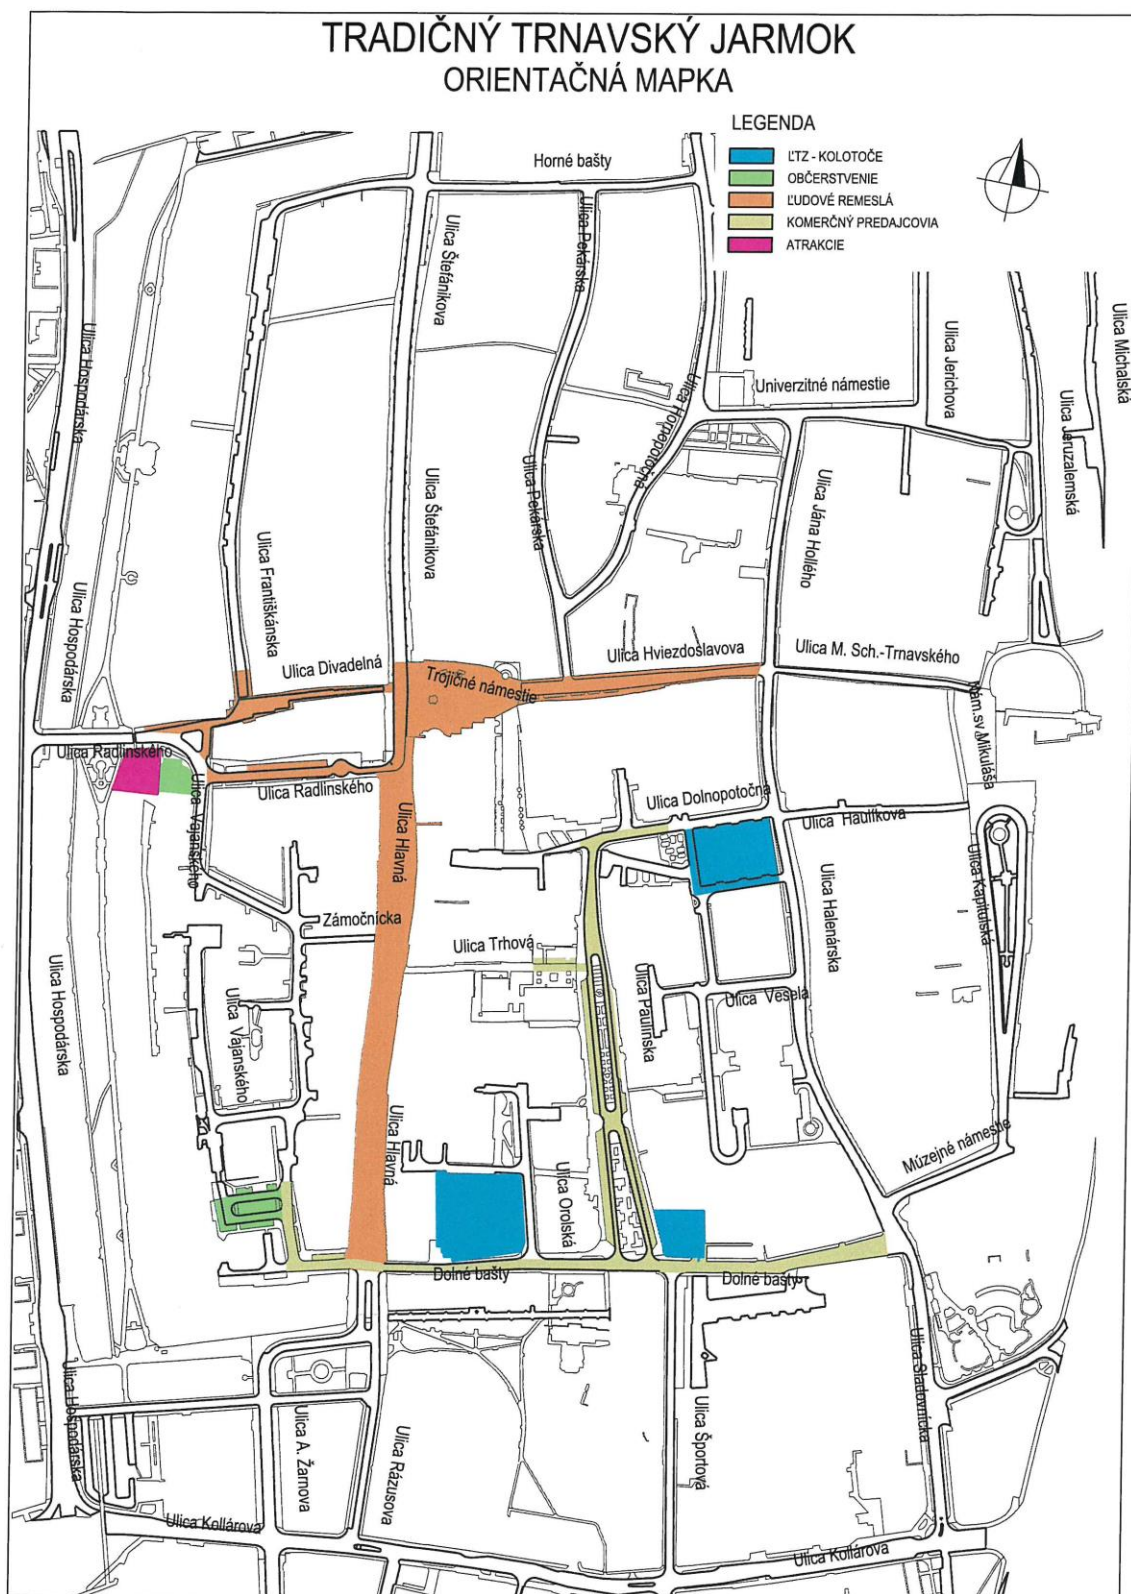 TRADIČNÝ TRNAVSKÝ JARMOK
ORIENTAČNÁ MAPKA
LEGENDA
ĽTZ - KOLOTOČE
OBČERSTVENIE
ĽUDOVÉ REMESLÁ
KOMERČNÝ PREDAJCOVIA
ATRAKCIE
Horné bašty
Ulica Štefánikova
Ulica Pekárska
Ulica Hospodárska
Ulica Hornopotočná
Univerzitné námestie
Ulica Jerichova
Ulica Michalská
Ulica Jeruzalemská
Ulica Štefánikova
Ulica Pekárska
Ulica Jána Hollého
Ulica Františkánska
Ulica Hospodárska
Ulica Divadelná
Trojičné námestie
Ulica Hviezdoslavova
Ulica M. Sch.-Trnavského
Nam.sv.Mikuláša
Ulica Radlinského
Ulica Vajanského
Ulica Radlinského
Ulica Hlavná
Ulica Dolnopotočná
Ulica Haulíkova
Ulica Kapitulská
Ulica Halenárska
Zámočnícka
Ulica Trhová
Ulica Paulínska
Ulica Veselá
Ulica Hospodárska
Ulica Vajanského
Ulica Hlavná
Ulica Orolská
Múzejné námestie
Dolné bašty
Dolné bašty
Ulica Sladovnícka
Ulica Hospodárska
Ulica A. Žarnova
Ulica Rázusova
Ulica Športová
Ulica Kollárova
Ulica Kollárova